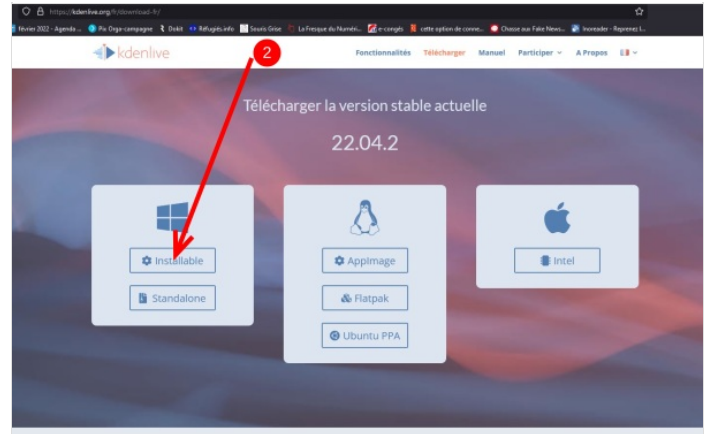 https://kdenlive.org/fr/download-fr/
février 2022 - Agenda ... Pix Orga-campagne Dokit Réfugiés.info Souris Grise La Fresque du Numéri... e-congés cette option de conne... Chasse aux Fake News... Inoreader - Reprenez l...
kdenlive
2
Fonctionnalités Télécharger Manuel Participer A Propos
Télécharger la version stable actuelle
22.04.2
Installable
Standalone
AppImage
Flatpak
Ubuntu PPA
Intel